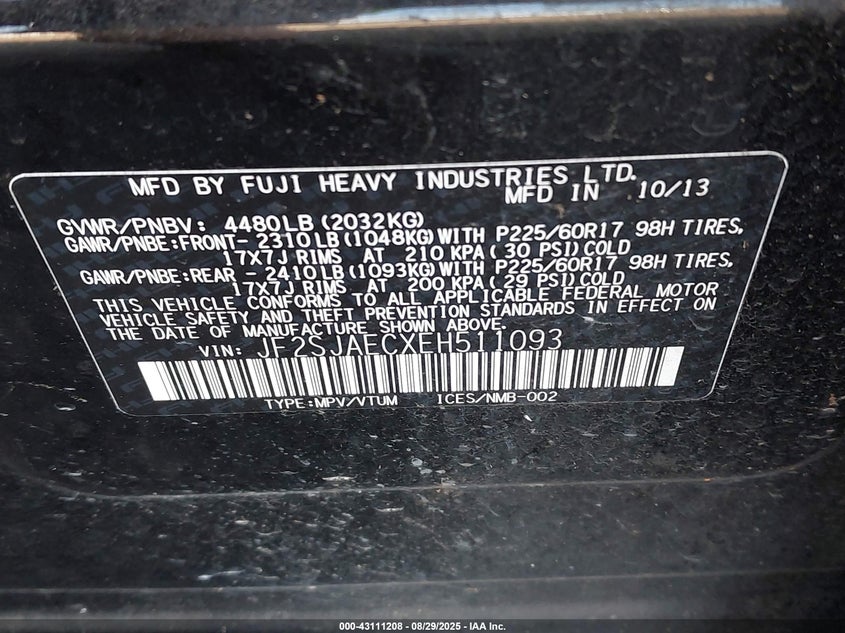 MFD BY FUJI HEAVY INDUSTRIES LTD.
MFD IN 10/13
GVWR/PNBV: 4480LB(2032KG)
GAWR/PNBE:FRONT- 2310LB(1048KG)WITH P225/60R17 98H TIRES,
17X7J RIMS AT 210 KPA(30 PSI)COLD
GAWR/PNBE:REAR - 2410LB(1093KG)WITH P225/60R17 98H TIRES,
17X7J RIMS AT 200 KPA(29 PSI)COLD
THIS VEHICLE CONFORMS TO ALL APPLICABLE FEDERAL MOTOR
VEHICLE SAFETY AND THEFT PREVENTION STANDARDS IN EFFECT ON
THE DATE OF MANUFACTURE SHOWN ABOVE.
VIN: JF2SJAECXEH511093
TYPE:MPV/VTUM ICES/NMB-002
000-43111208 - 08/29/2025 - IAA Inc.